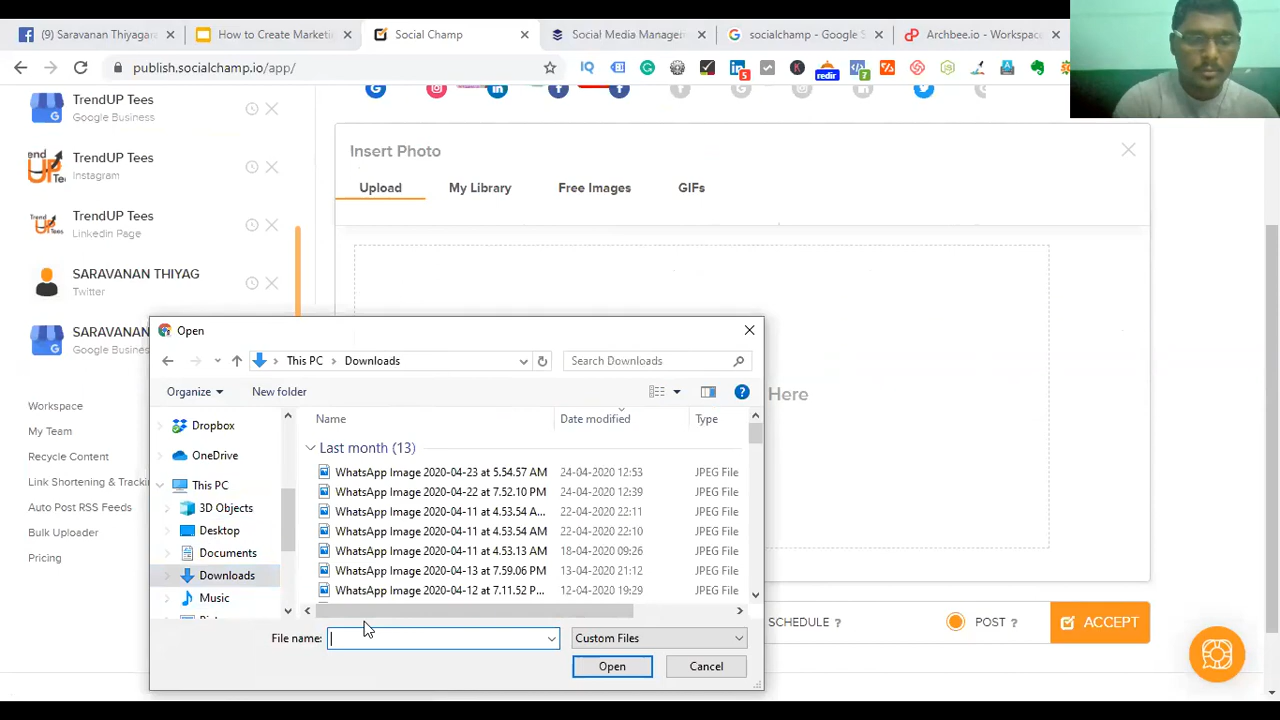 (9) Saravanan Thiyagara
How to Create Marketin
Social Champ
Social Media Managem
socialchamp - Google S
Archbee.io - Workspace
publish.socialchamp.io/app/
5
redir
7
TrendUP Tees
Google Business
TrendUP Tees
Instagram
TrendUP Tees
Linkedin Page
SARAVANAN THIYAG
Twitter
SARAVANAN
Google Busines
Workspace
My Team
Recycle Content
Link Shortening & Trackin
Auto Post RSS Feeds
Bulk Uploader
Pricing
Insert Photo
Upload
My Library
Free Images
GIFs
Here
SCHEDULE ?
POST ?
ACCEPT
Open
This PC > Downloads
Search Downloads
Organize
New folder
Name
Date modified
Type
Dropbox
OneDrive
This PC
3D Objects
Desktop
Documents
Downloads
Music
Last month (13)
WhatsApp Image 2020-04-23 at 5.54.57 AM 24-04-2020 12:53 JPEG File
WhatsApp Image 2020-04-22 at 7.52.10 PM 24-04-2020 12:39 JPEG File
WhatsApp Image 2020-04-11 at 4.53.54 A... 22-04-2020 22:11 JPEG File
WhatsApp Image 2020-04-11 at 4.53.54 AM 22-04-2020 22:10 JPEG File
WhatsApp Image 2020-04-11 at 4.53.13 AM 18-04-2020 09:26 JPEG File
WhatsApp Image 2020-04-13 at 7.59.06 PM 13-04-2020 21:12 JPEG File
WhatsApp Image 2020-04-12 at 7.11.52 P... 12-04-2020 19:29 JPEG File
File name:
Custom Files
Open
Cancel